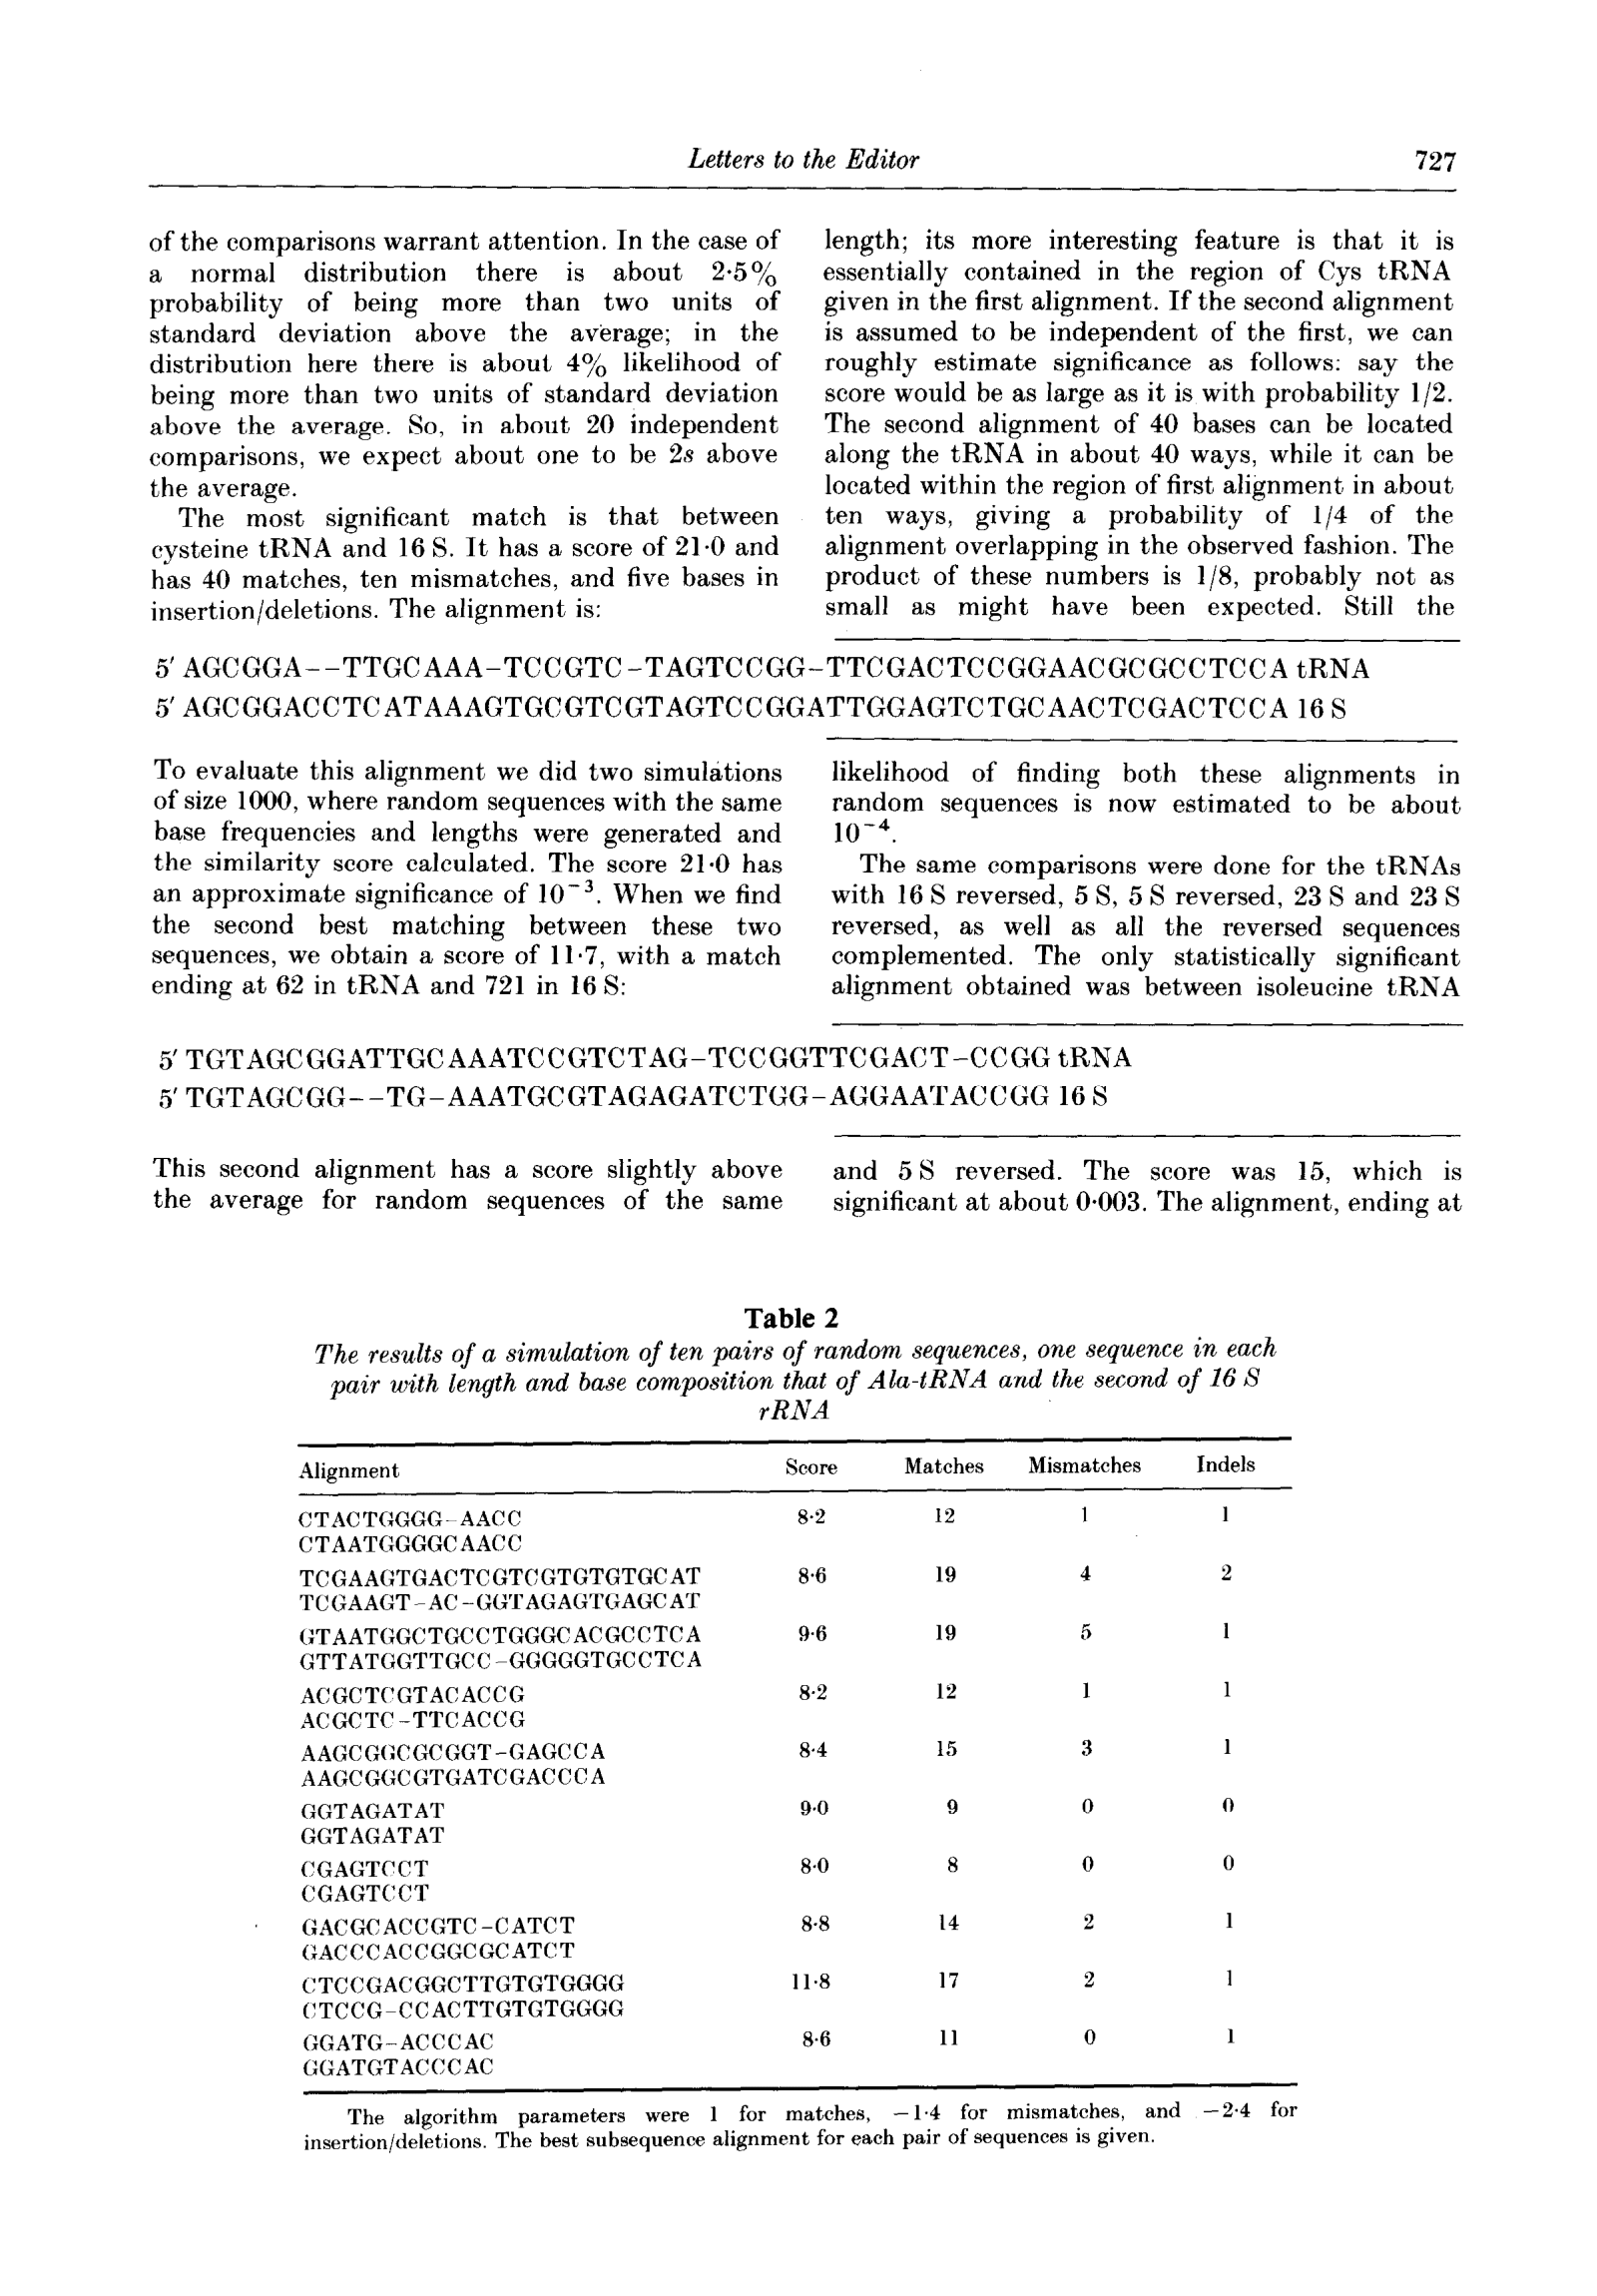 Letters to the Editor
727
of the comparisons warrant attention. In the case of
a normal distribution there is about 2·5%
probability of being more than two units of
standard deviation above the average; in the
distribution here there is about 4% likelihood of
being more than two units of standard deviation
above the average. So, in about 20 independent
comparisons, we expect about one to be 2s above
the average.
The most significant match is that between
cysteine tRNA and 16 S. It has a score of 21·0 and
has 40 matches, ten mismatches, and five bases in
insertion/deletions. The alignment is:
length; its more interesting feature is that it is
essentially contained in the region of Cys tRNA
given in the first alignment. If the second alignment
is assumed to be independent of the first, we can
roughly estimate significance as follows: say the
score would be as large as it is with probability 1/2.
The second alignment of 40 bases can be located
along the tRNA in about 40 ways, while it can be
located within the region of first alignment in about
ten ways, giving a probability of 1/4 of the
alignment overlapping in the observed fashion. The
product of these numbers is 1/8, probably not as
small as might have been expected. Still the
5′ AGCGGA--TTGCAAA-TCCGTC-TAGTCCGG-TTCGACTCCGGAACGCGCCTCCA tRNA
5′ AGCGGACCTCATAAAGTGCGTCGTAGTCCGGATTGGAGTCTGCAACTCGACTCCA 16 S
To evaluate this alignment we did two simulations
of size 1000, where random sequences with the same
base frequencies and lengths were generated and
the similarity score calculated. The score 21·0 has
an approximate significance of 10⁻³. When we find
the second best matching between these two
sequences, we obtain a score of 11·7, with a match
ending at 62 in tRNA and 721 in 16 S:
likelihood of finding both these alignments in
random sequences is now estimated to be about
10⁻⁴.
The same comparisons were done for the tRNAs
with 16 S reversed, 5 S, 5 S reversed, 23 S and 23 S
reversed, as well as all the reversed sequences
complemented. The only statistically significant
alignment obtained was between isoleucine tRNA
5′ TGTAGCGGATTGCAAATCCGTCTAG-TCCGGTTCGACT-CCGG tRNA
5′ TGTAGCGG--TG-AAATGCGTAGAGATCTGG-AGGAATACCGG 16 S
This second alignment has a score slightly above
the average for random sequences of the same
and 5 S reversed. The score was 15, which is
significant at about 0·003. The alignment, ending at
Table 2
The results of a simulation of ten pairs of random sequences, one sequence in each
pair with length and base composition that of Ala-tRNA and the second of 16 S
rRNA
Alignment Score Matches Mismatches Indels
CTACTGGGG-AACC 8·2 12 1 1
CTAATGGGGCAACC
TCGAAGTGACTCGTCGTGTGTGCAT 8·6 19 4 2
TCGAAGT-AC-GGTAGAGTGAGCAT
GTAATGGCTGCCTGGGCACGCCTCA 9·6 19 5 1
GTTATGGTTGCC-GGGGGTGCCTCA
ACGCTCGTACACCG 8·2 12 1 1
ACGCTC-TTCACCG
AAGCGGCGCGGT-GAGCCA 8·4 15 3 1
AAGCGGCGTGATCGACCCA
GGTAGATAT 9·0 9 0 0
GGTAGATAT
CGAGTCCT 8·0 8 0 0
CGAGTCCT
GACGCACCGTC-CATCT 8·8 14 2 1
GACCCACCGGCGCATCT
CTCCGACGGCTTGTGTGGGG 11·8 17 2 1
CTCCG-CCACTTGTGTGGGG
GGATG-ACCCAC 8·6 11 0 1
GGATGTACCCAC
The algorithm parameters were 1 for matches, −1·4 for mismatches, and −2·4 for
insertion/deletions. The best subsequence alignment for each pair of sequences is given.